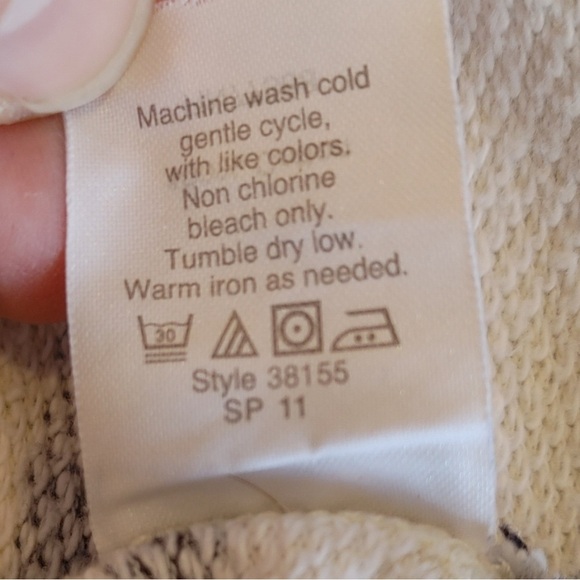 Machine wash cold
gentle cycle,
with like colors.
Non chlorine
bleach only.
Tumble dry low.
Warm iron as needed.
30
Style 38155
SP 11